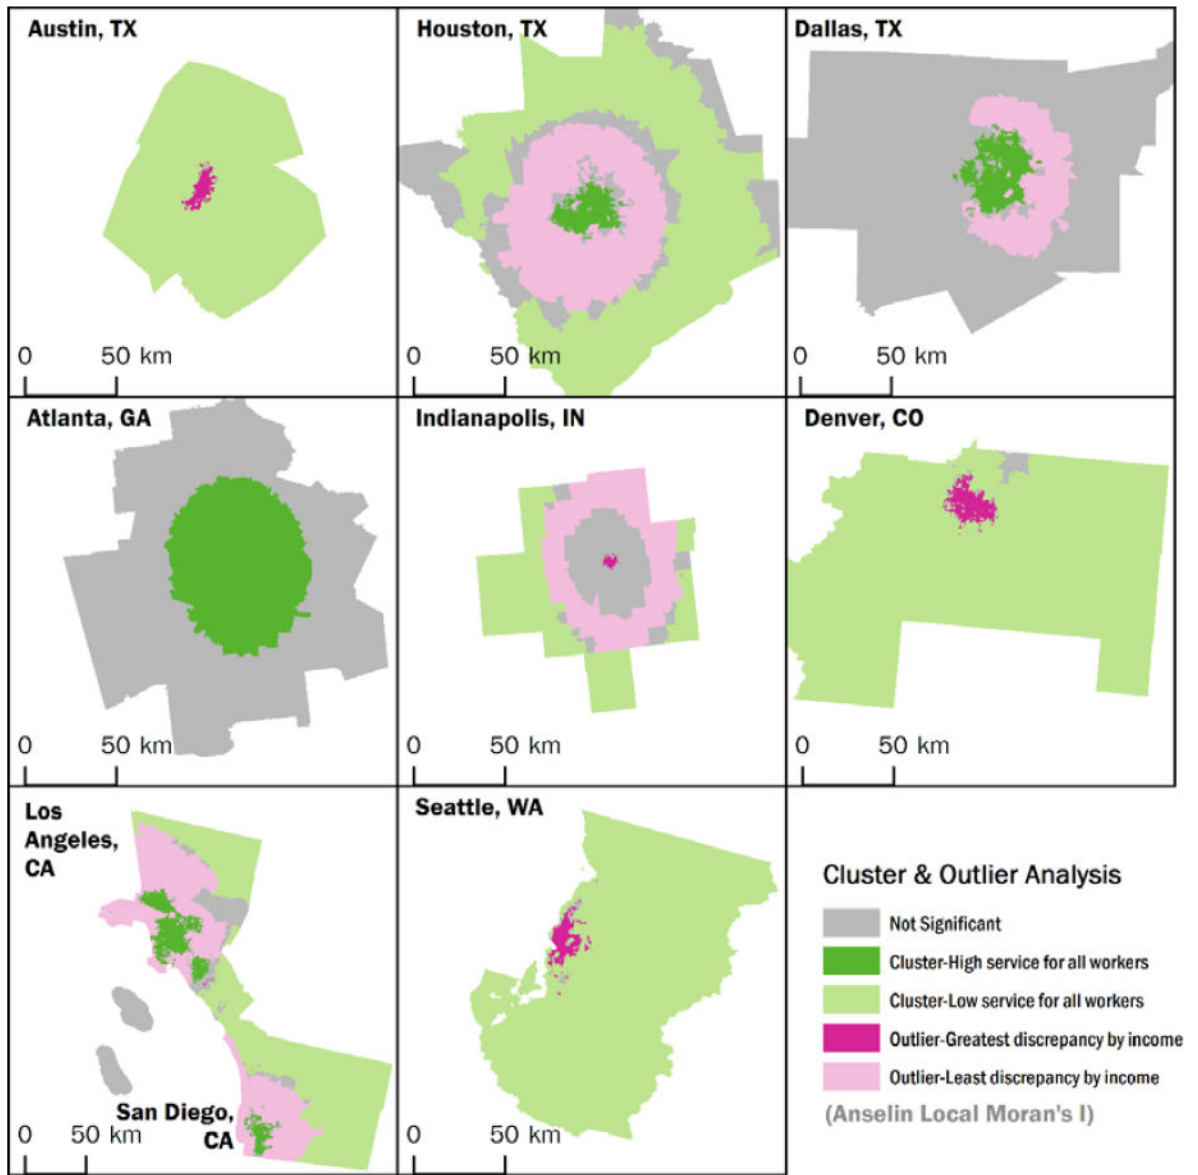 Austin, TX
0 50 km
Houston, TX
0 50 km
Dallas, TX
0 50 km
Atlanta, GA
0 50 km
Indianapolis, IN
0 50 km
Denver, CO
0 50 km
Los
Angeles,
CA
San Diego,
CA
0 50 km
Seattle, WA
0 50 km
Cluster & Outlier Analysis
Not Significant
Cluster-High service for all workers
Cluster-Low service for all workers
Outlier-Greatest discrepancy by income
Outlier-Least discrepancy by income
(Anselin Local Moran's I)